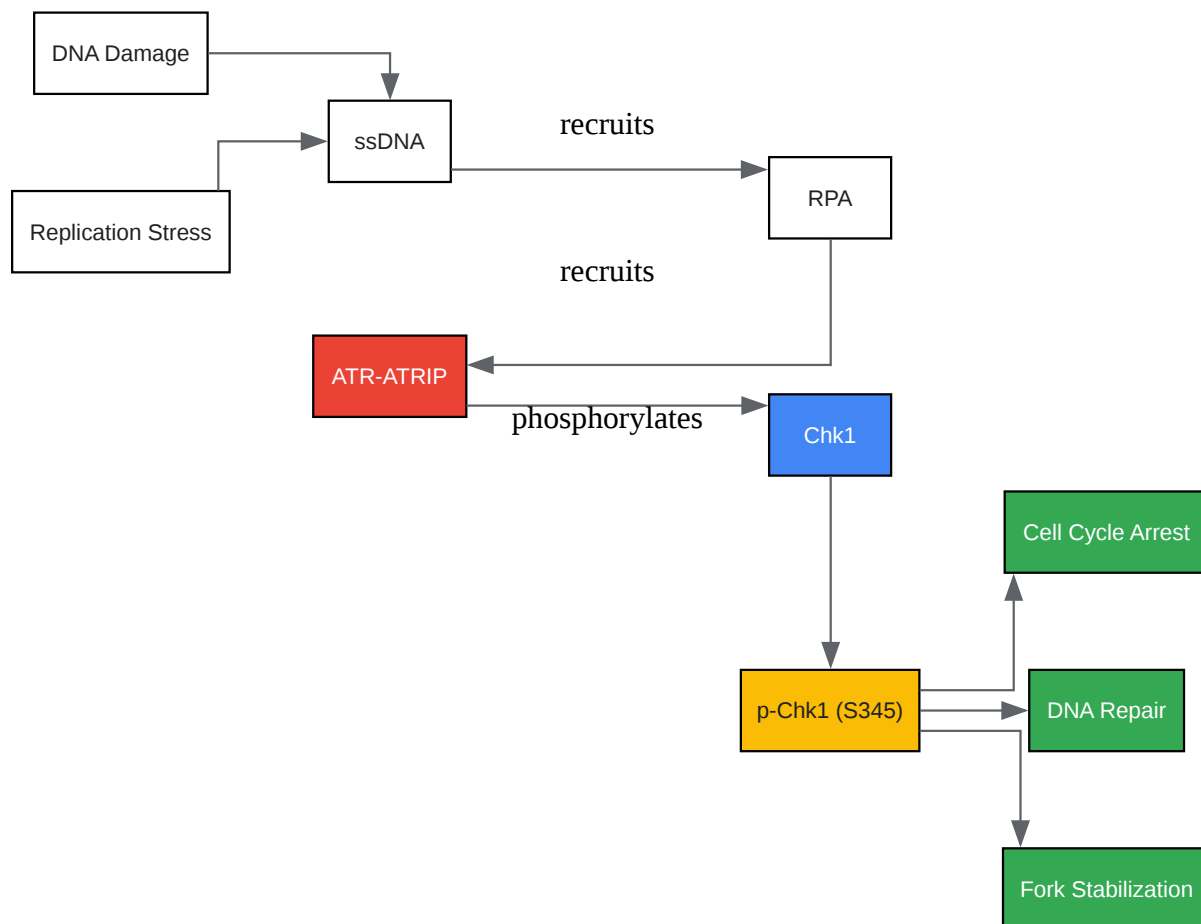 DNA Damage
ssDNA
recruits
RPA
Replication Stress
recruits
ATR-ATRIP
phosphorylates
Chk1
Cell Cycle Arrest
p-Chk1 (S345)
DNA Repair
Fork Stabilization